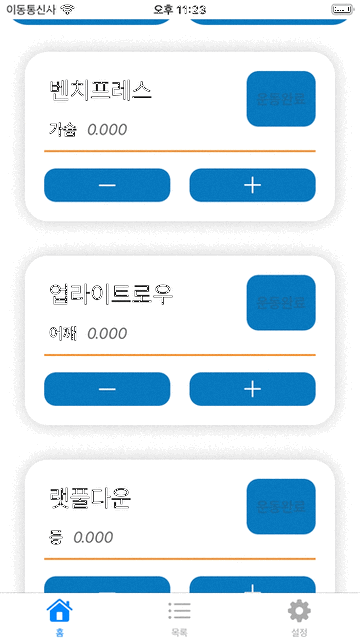 이동통신사 오후 11:23
벤치프레스
운동완료
가슴 0.000
업라이트로우
운동완료
어깨 0.000
랫풀다운
운동완료
등 0.000
홈 목록 설정